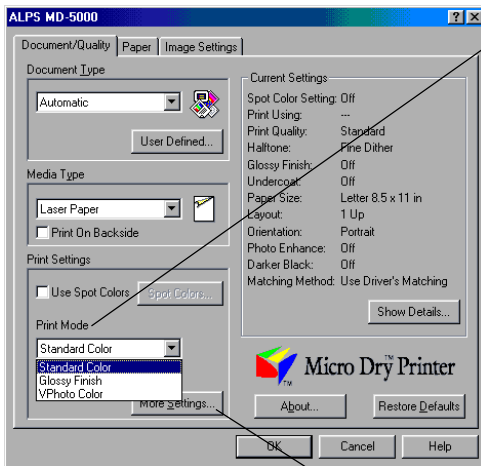 ALPS MD-5000
Document/Quality
Paper
Image Settings
Document Type
Automatic
User Defined...
Media Type
Laser Paper
Print On Backside
Print Settings
Use Spot Colors
Spot Colors...
Print Mode
Standard Color
Standard Color
Glossy Finish
VPhoto Color
More Settings...
Current Settings
Spot Color Setting: Off
Print Using: ---
Print Quality: Standard
Halftone: Fine Dither
Glossy Finish: Off
Undercoat: Off
Paper Size: Letter 8.5 x 11 in
Layout: 1 Up
Orientation: Portrait
Photo Enhance: Off
Darker Black: Off
Matching Method: Use Driver's Matching
Show Details...
Micro Dry™ Printer
TM
About...
Restore Defaults
OK
Cancel
Help